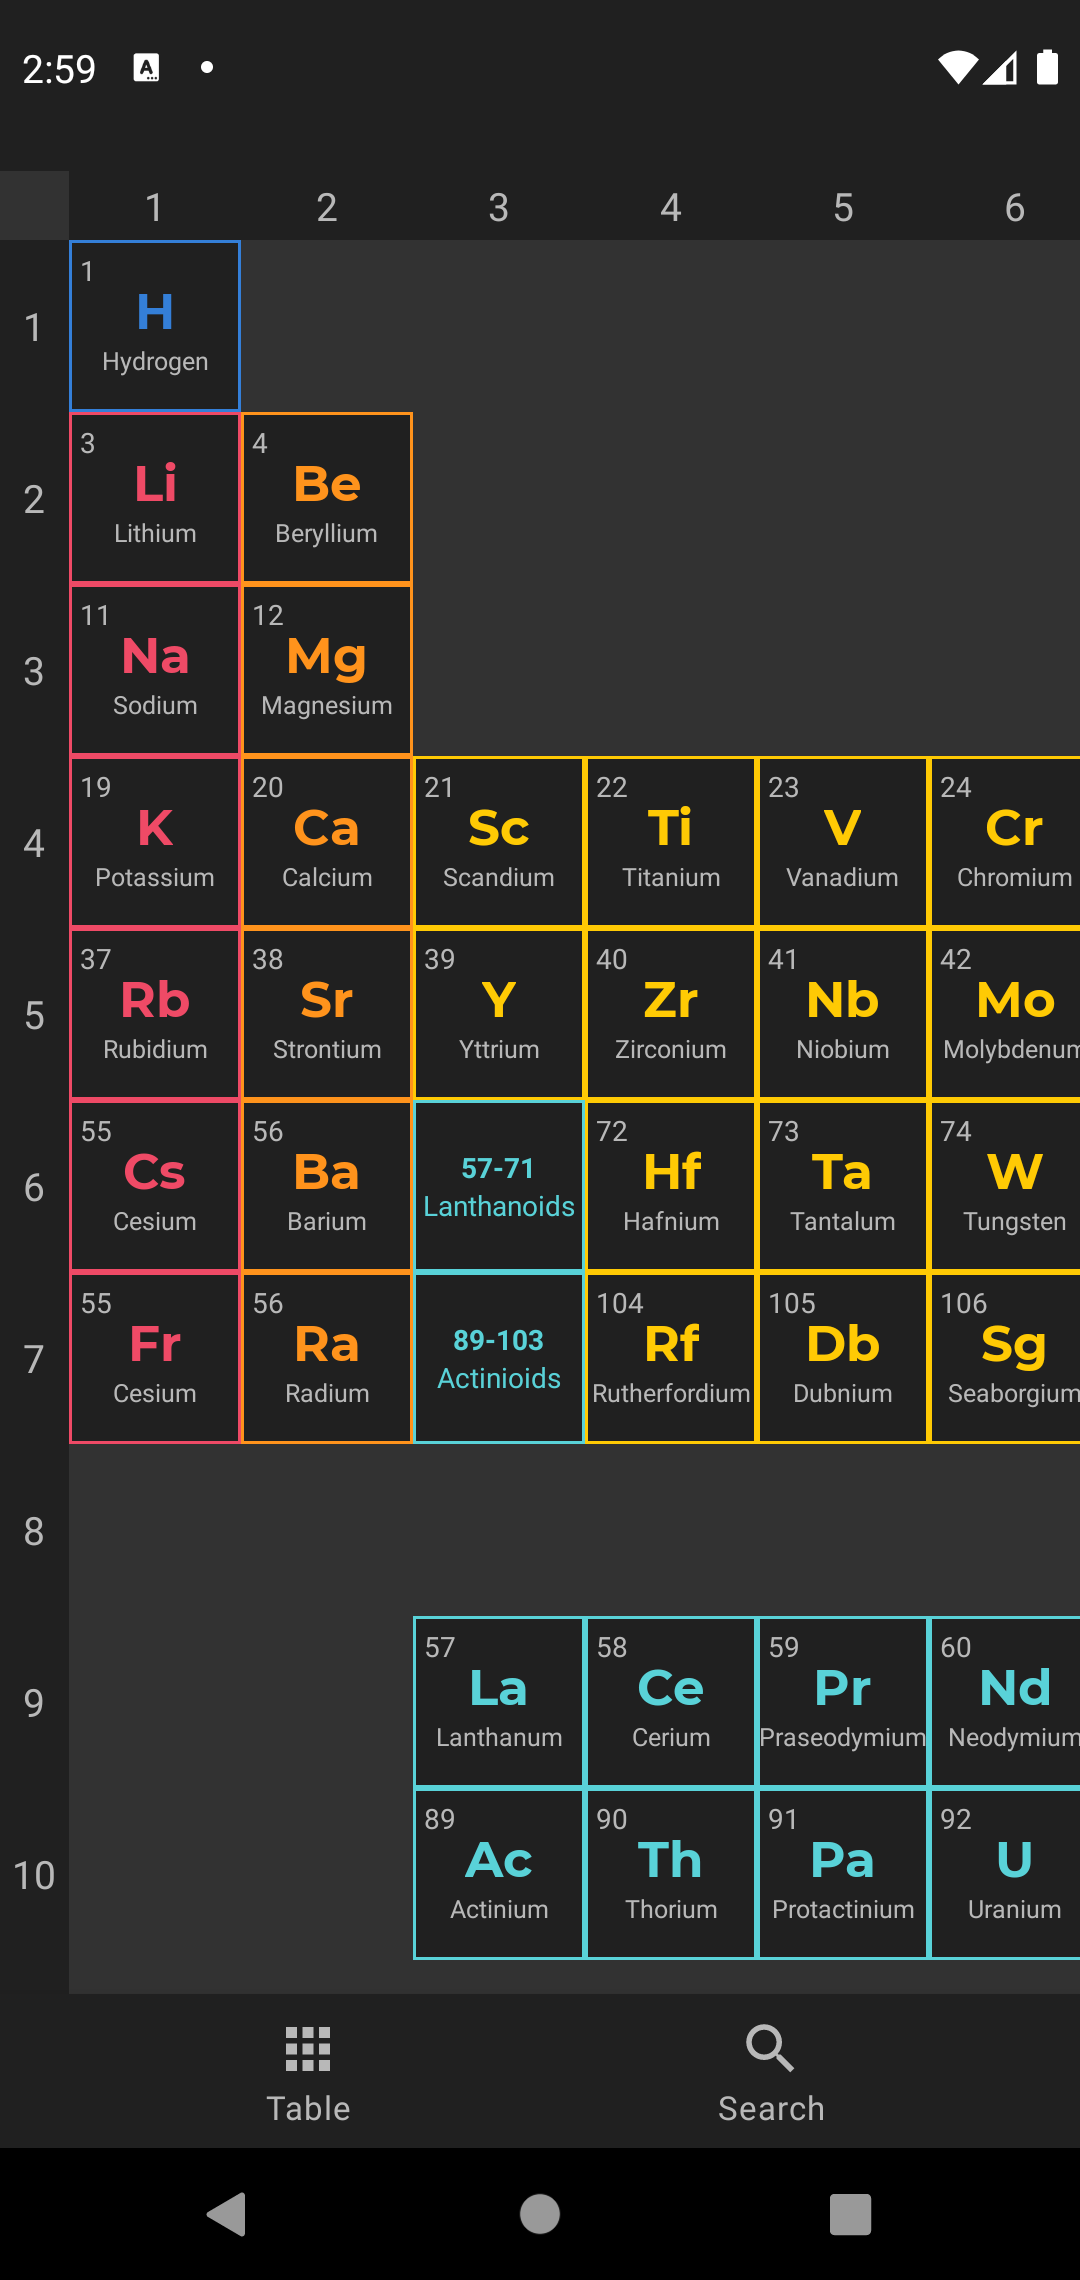 2:59
1 2 3 4 5 6
1
1
H
Hydrogen
2
3 4
Li Be
Lithium Beryllium
3
11 12
Na Mg
Sodium Magnesium
4
19 20 21 22 23 24
K Ca Sc Ti V Cr
Potassium Calcium Scandium Titanium Vanadium Chromium
5
37 38 39 40 41 42
Rb Sr Y Zr Nb Mo
Rubidium Strontium Yttrium Zirconium Niobium Molybdenum
6
55 56 57-71 72 73 74
Cs Ba Lanthanoids Hf Ta W
Cesium Barium Hafnium Tantalum Tungsten
7
55 56 89-103 104 105 106
Fr Ra Actinioids Rf Db Sg
Cesium Radium Rutherfordium Dubnium Seaborgium
8
9
57 58 59 60
La Ce Pr Nd
Lanthanum Cerium Praseodymium Neodymium
10
89 90 91 92
Ac Th Pa U
Actinium Thorium Protactinium Uranium
Table Search